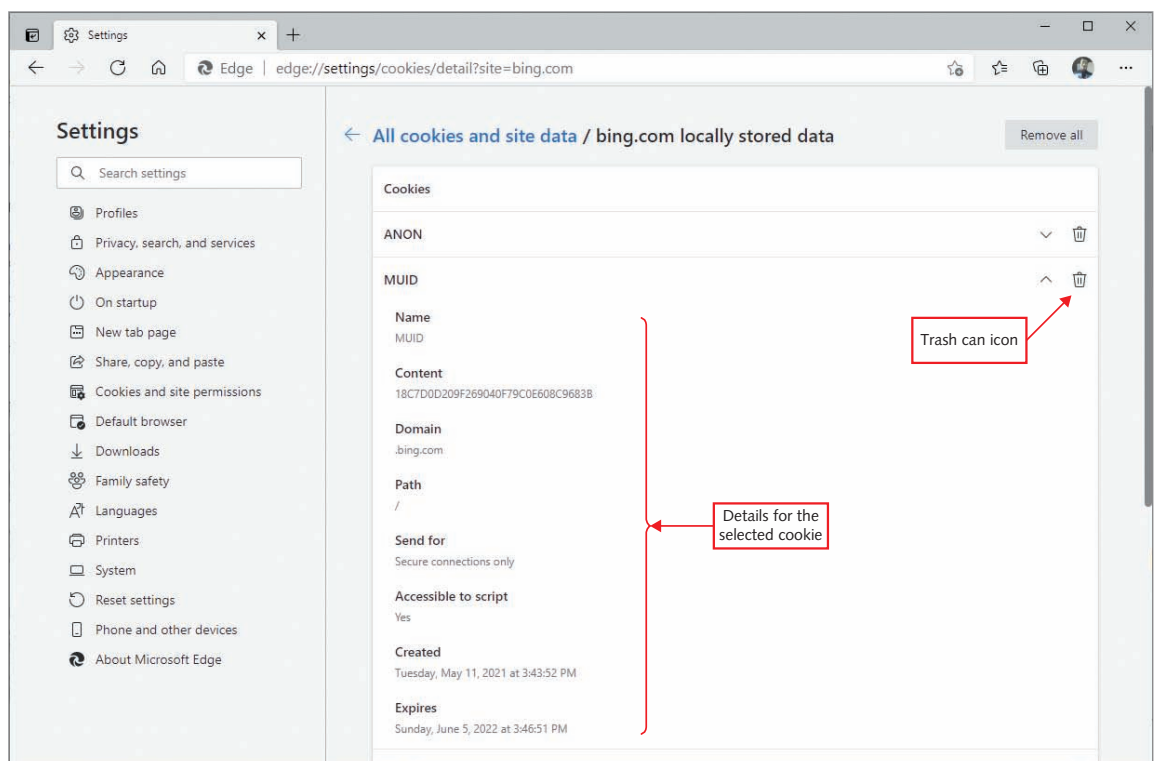 Settings
Edge | edge://settings/cookies/detail?site=bing.com
Settings
Search settings
Profiles
Privacy, search, and services
Appearance
On startup
New tab page
Share, copy, and paste
Cookies and site permissions
Default browser
Downloads
Family safety
Languages
Printers
System
Reset settings
Phone and other devices
About Microsoft Edge
All cookies and site data / bing.com locally stored data
Remove all
Cookies
ANON
MUID
Name
MUID
Content
18C7D0D209F269040F79C0E608C9683B
Domain
.bing.com
Path
/
Send for
Secure connections only
Accessible to script
Yes
Created
Tuesday, May 11, 2021 at 3:43:52 PM
Expires
Sunday, June 5, 2022 at 3:46:51 PM
Trash can icon
Details for the
selected cookie